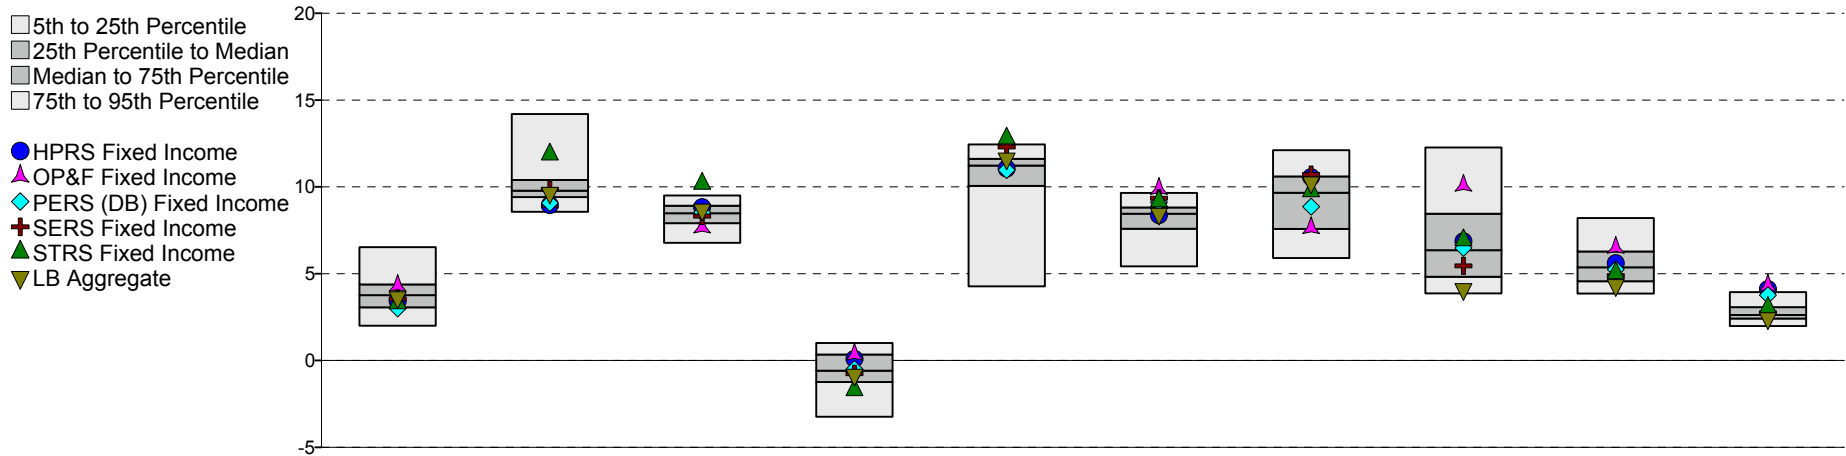 5th to 25th Percentile
25th Percentile to Median
Median to 75th Percentile
75th to 95th Percentile
HPRS Fixed Income
OP&F Fixed Income
PERS (DB) Fixed Income
SERS Fixed Income
STRS Fixed Income
LB Aggregate
20
15
10
5
0
-5